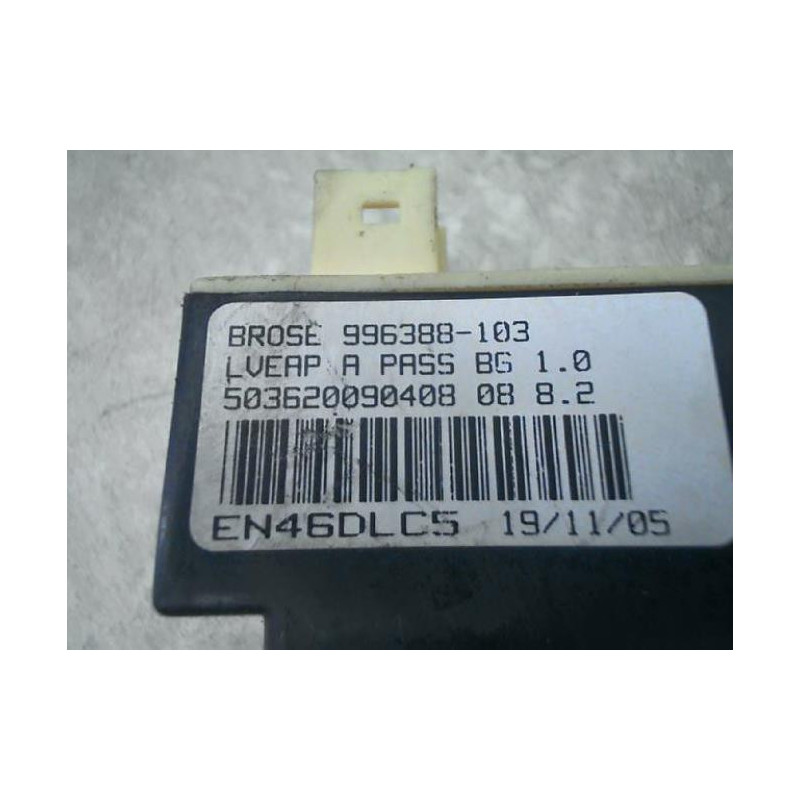 BROSE 996388-103
LVEAP A PASS BG 1.0
503620090408 08 8.2
EN46DLC5 19/11/05